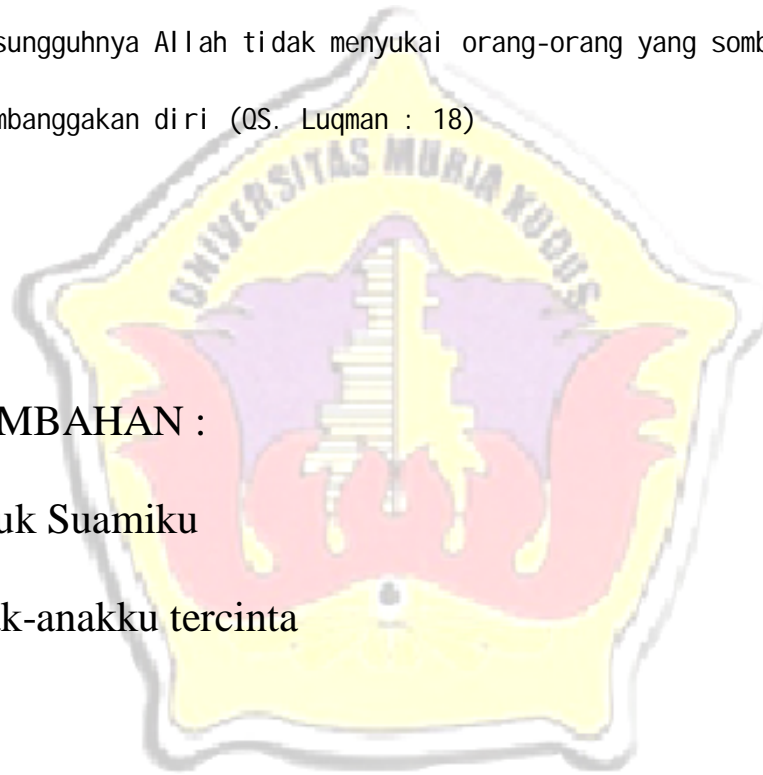 sungguhnya Allah tidak menyukai orang-orang yang somb
mbanggakan diri (QS. Luqman : 18)
UNIVERSITAS MURIA KUDUS
MBAHAN :
uk Suamiku
k-anakku tercinta